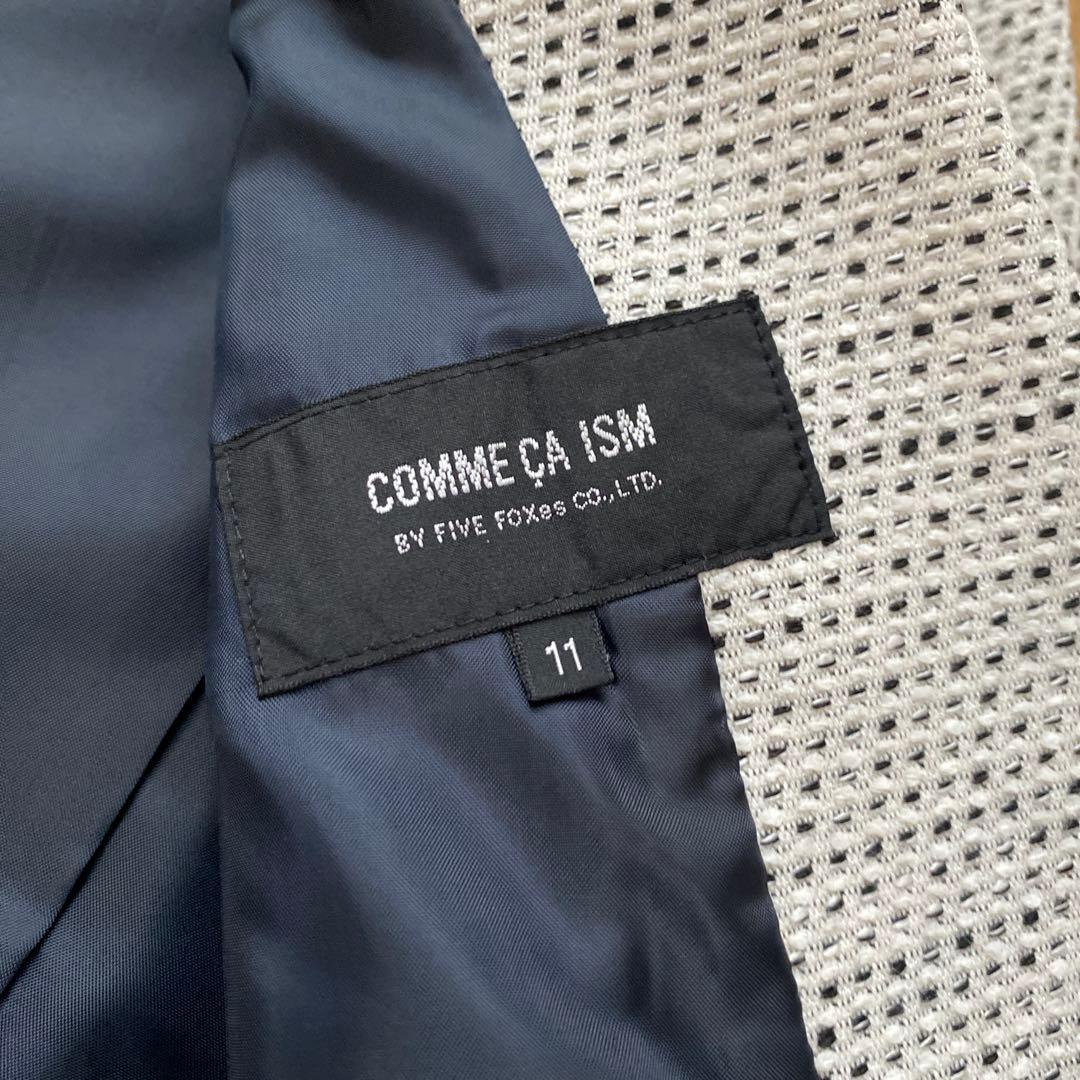 COMME ÇA ISM
BY FIVE FOXes CO.,LTD.
11